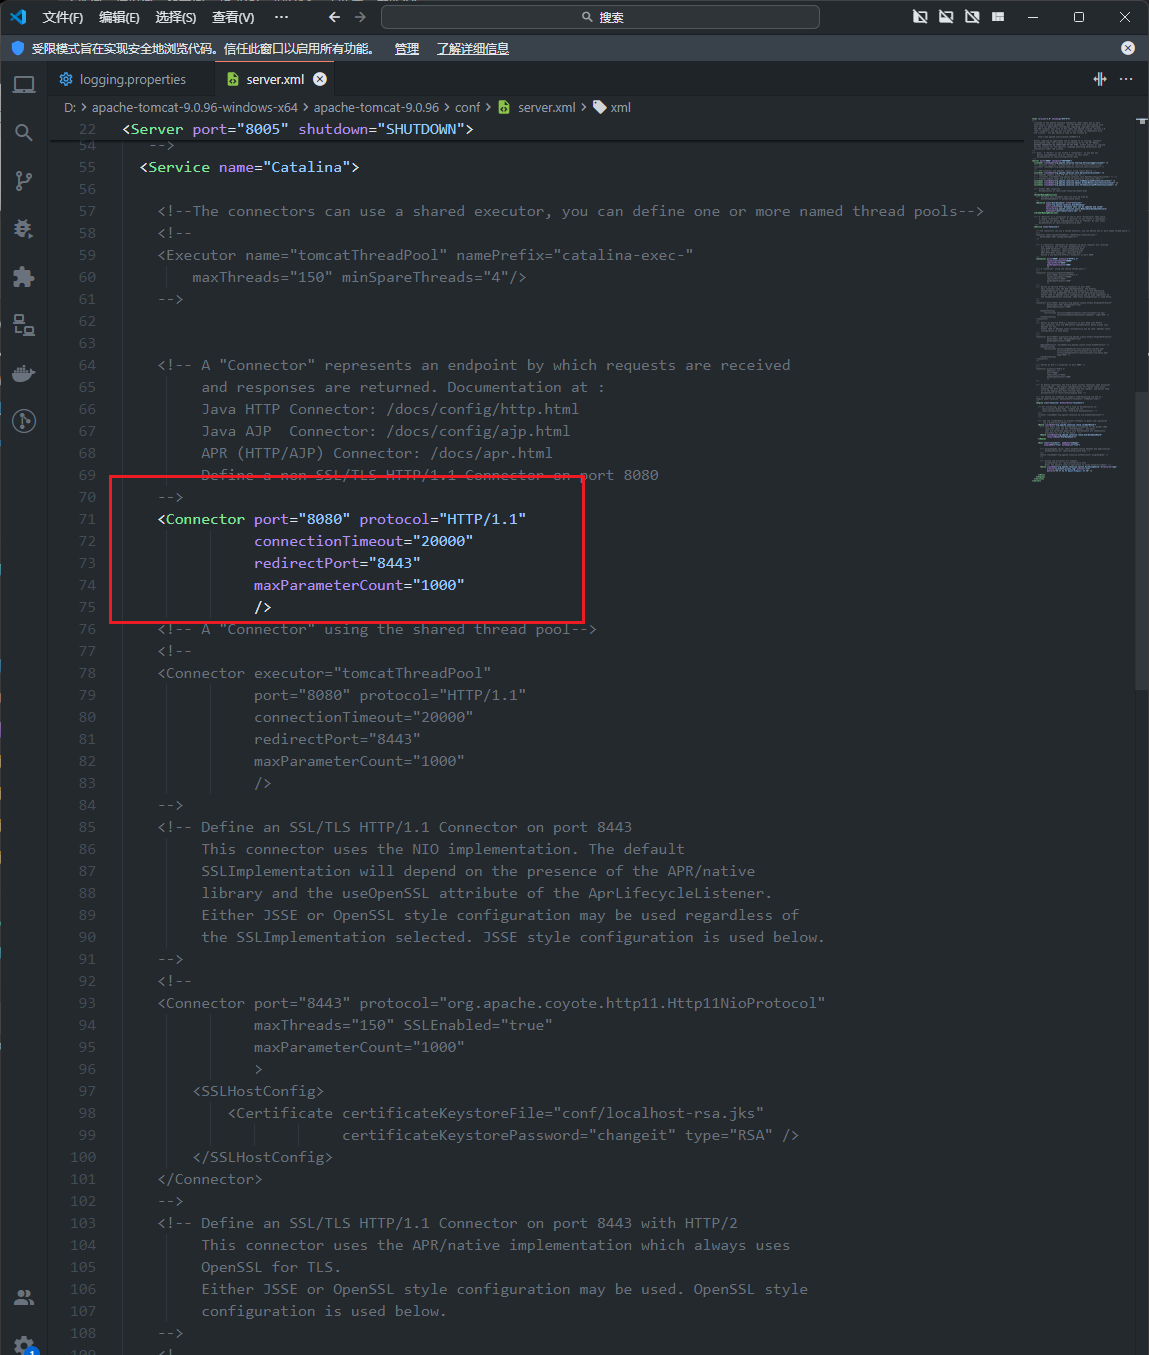 文件(F) 编辑(E) 选择(S) 查看(V) ··· 搜索
受限模式旨在实现安全地浏览代码。信任此窗口以启用所有功能。 管理 了解详细信息
logging.properties server.xml
D: > apache-tomcat-9.0.96-windows-x64 > apache-tomcat-9.0.96 > conf > server.xml > xml
22 <Server port="8005" shutdown="SHUTDOWN">
54 -->
55 <Service name="Catalina">
56
57 <!--The connectors can use a shared executor, you can define one or more named thread pools-->
58 <!--
59 <Executor name="tomcatThreadPool" namePrefix="catalina-exec-"
60 maxThreads="150" minSpareThreads="4"/>
61 -->
62
63
64 <!-- A "Connector" represents an endpoint by which requests are received
65 and responses are returned. Documentation at :
66 Java HTTP Connector: /docs/config/http.html
67 Java AJP  Connector: /docs/config/ajp.html
68 APR (HTTP/AJP) Connector: /docs/apr.html
69 Define a non-SSL/TLS HTTP/1.1 Connector on port 8080
70 -->
71 <Connector port="8080" protocol="HTTP/1.1"
72 connectionTimeout="20000"
73 redirectPort="8443"
74 maxParameterCount="1000"
75 />
76 <!-- A "Connector" using the shared thread pool-->
77 <!--
78 <Connector executor="tomcatThreadPool"
79 port="8080" protocol="HTTP/1.1"
80 connectionTimeout="20000"
81 redirectPort="8443"
82 maxParameterCount="1000"
83 />
84 -->
85 <!-- Define an SSL/TLS HTTP/1.1 Connector on port 8443
86 This connector uses the NIO implementation. The default
87 SSLImplementation will depend on the presence of the APR/native
88 library and the useOpenSSL attribute of the AprLifecycleListener.
89 Either JSSE or OpenSSL style configuration may be used regardless of
90 the SSLImplementation selected. JSSE style configuration is used below.
91 -->
92 <!--
93 <Connector port="8443" protocol="org.apache.coyote.http11.Http11NioProtocol"
94 maxThreads="150" SSLEnabled="true"
95 maxParameterCount="1000"
96 >
97 <SSLHostConfig>
98 <Certificate certificateKeystoreFile="conf/localhost-rsa.jks"
99 certificateKeystorePassword="changeit" type="RSA" />
100 </SSLHostConfig>
101 </Connector>
102 -->
103 <!-- Define an SSL/TLS HTTP/1.1 Connector on port 8443 with HTTP/2
104 This connector uses the APR/native implementation which always uses
105 OpenSSL for TLS.
106 Either JSSE or OpenSSL style configuration may be used. OpenSSL style
107 configuration is used below.
108 -->
109 <!--